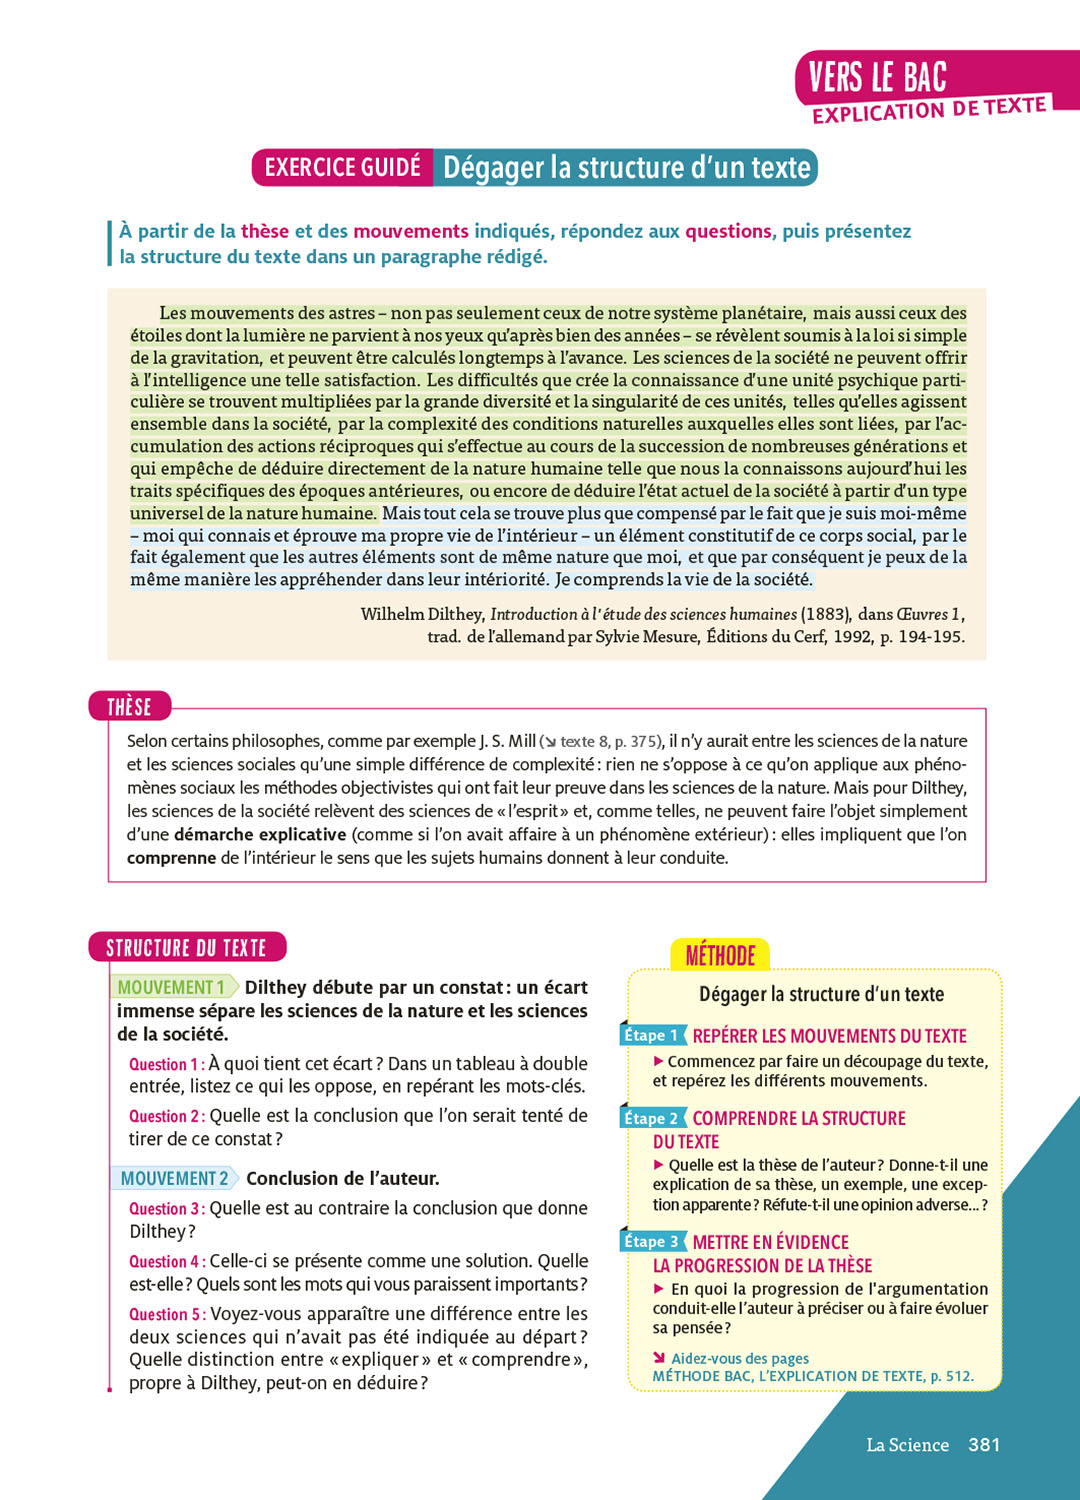 VERS LE BAC
EXPLICATION DE TEXTE
EXERCICE GUIDÉ Dégager la structure d'un texte
À partir de la thèse et des mouvements indiqués, répondez aux questions, puis présentez
la structure du texte dans un paragraphe rédigé.
Les mouvements des astres – non pas seulement ceux de notre système planétaire, mais aussi ceux des
étoiles dont la lumière ne parvient à nos yeux qu'après bien des années – se révèlent soumis à la loi si simple
de la gravitation, et peuvent être calculés longtemps à l'avance. Les sciences de la société ne peuvent offrir
à l'intelligence une telle satisfaction. Les difficultés que crée la connaissance d'une unité psychique parti-
culière se trouvent multipliées par la grande diversité et la singularité de ces unités, telles qu'elles agissent
ensemble dans la société, par la complexité des conditions naturelles auxquelles elles sont liées, par l'ac-
cumulation des actions réciproques qui s'effectue au cours de la succession de nombreuses générations et
qui empêche de déduire directement de la nature humaine telle que nous la connaissons aujourd'hui les
traits spécifiques des époques antérieures, ou encore de déduire l'état actuel de la société à partir d'un type
universel de la nature humaine. Mais tout cela se trouve plus que compensé par le fait que je suis moi-même
– moi qui connais et éprouve ma propre vie de l'intérieur – un élément constitutif de ce corps social, par le
fait également que les autres éléments sont de même nature que moi, et que par conséquent je peux de la
même manière les appréhender dans leur intériorité. Je comprends la vie de la société.
Wilhelm Dilthey, Introduction à l'étude des sciences humaines (1883), dans Œuvres 1,
trad. de l'allemand par Sylvie Mesure, Éditions du Cerf, 1992, p. 194-195.
THÈSE
Selon certains philosophes, comme par exemple J. S. Mill (↘ texte 8, p. 375), il n'y aurait entre les sciences de la nature
et les sciences sociales qu'une simple différence de complexité : rien ne s'oppose à ce qu'on applique aux phéno-
mènes sociaux les méthodes objectivistes qui ont fait leur preuve dans les sciences de la nature. Mais pour Dilthey,
les sciences de la société relèvent des sciences de « l'esprit » et, comme telles, ne peuvent faire l'objet simplement
d'une démarche explicative (comme si l'on avait affaire à un phénomène extérieur) : elles impliquent que l'on
comprenne de l'intérieur le sens que les sujets humains donnent à leur conduite.
STRUCTURE DU TEXTE
MOUVEMENT 1 Dilthey débute par un constat : un écart
immense sépare les sciences de la nature et les sciences
de la société.
Question 1 : À quoi tient cet écart ? Dans un tableau à double
entrée, listez ce qui les oppose, en repérant les mots-clés.
Question 2 : Quelle est la conclusion que l'on serait tenté de
tirer de ce constat ?
MOUVEMENT 2 Conclusion de l'auteur.
Question 3 : Quelle est au contraire la conclusion que donne
Dilthey ?
Question 4 : Celle-ci se présente comme une solution. Quelle
est-elle ? Quels sont les mots qui vous paraissent importants ?
Question 5 : Voyez-vous apparaître une différence entre les
deux sciences qui n'avait pas été indiquée au départ ?
Quelle distinction entre « expliquer » et « comprendre »,
propre à Dilthey, peut-on en déduire ?
MÉTHODE
Dégager la structure d'un texte
Étape 1 REPÉRER LES MOUVEMENTS DU TEXTE
▶ Commencez par faire un découpage du texte,
et repérez les différents mouvements.
Étape 2 COMPRENDRE LA STRUCTURE
DU TEXTE
▶ Quelle est la thèse de l'auteur ? Donne-t-il une
explication de sa thèse, un exemple, une excep-
tion apparente ? Réfute-t-il une opinion adverse... ?
Étape 3 METTRE EN ÉVIDENCE
LA PROGRESSION DE LA THÈSE
▶ En quoi la progression de l'argumentation
conduit-elle l'auteur à préciser ou à faire évoluer
sa pensée ?
↘ Aidez-vous des pages
MÉTHODE BAC, L'EXPLICATION DE TEXTE, p. 512.
La Science 381